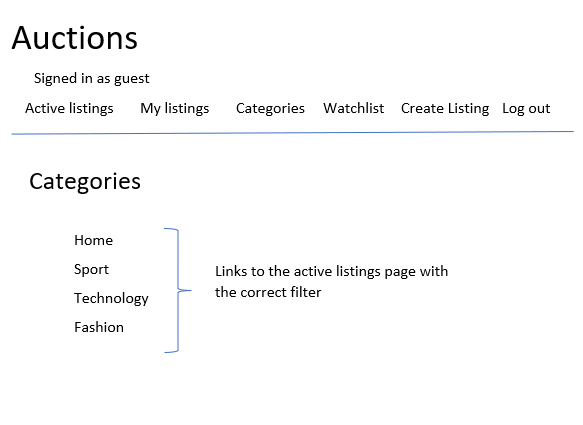 Auctions
Signed in as guest
Active listings My listings Categories Watchlist Create Listing Log out
Categories
Home
Sport
Technology
Fashion
Links to the active listings page with
the correct filter